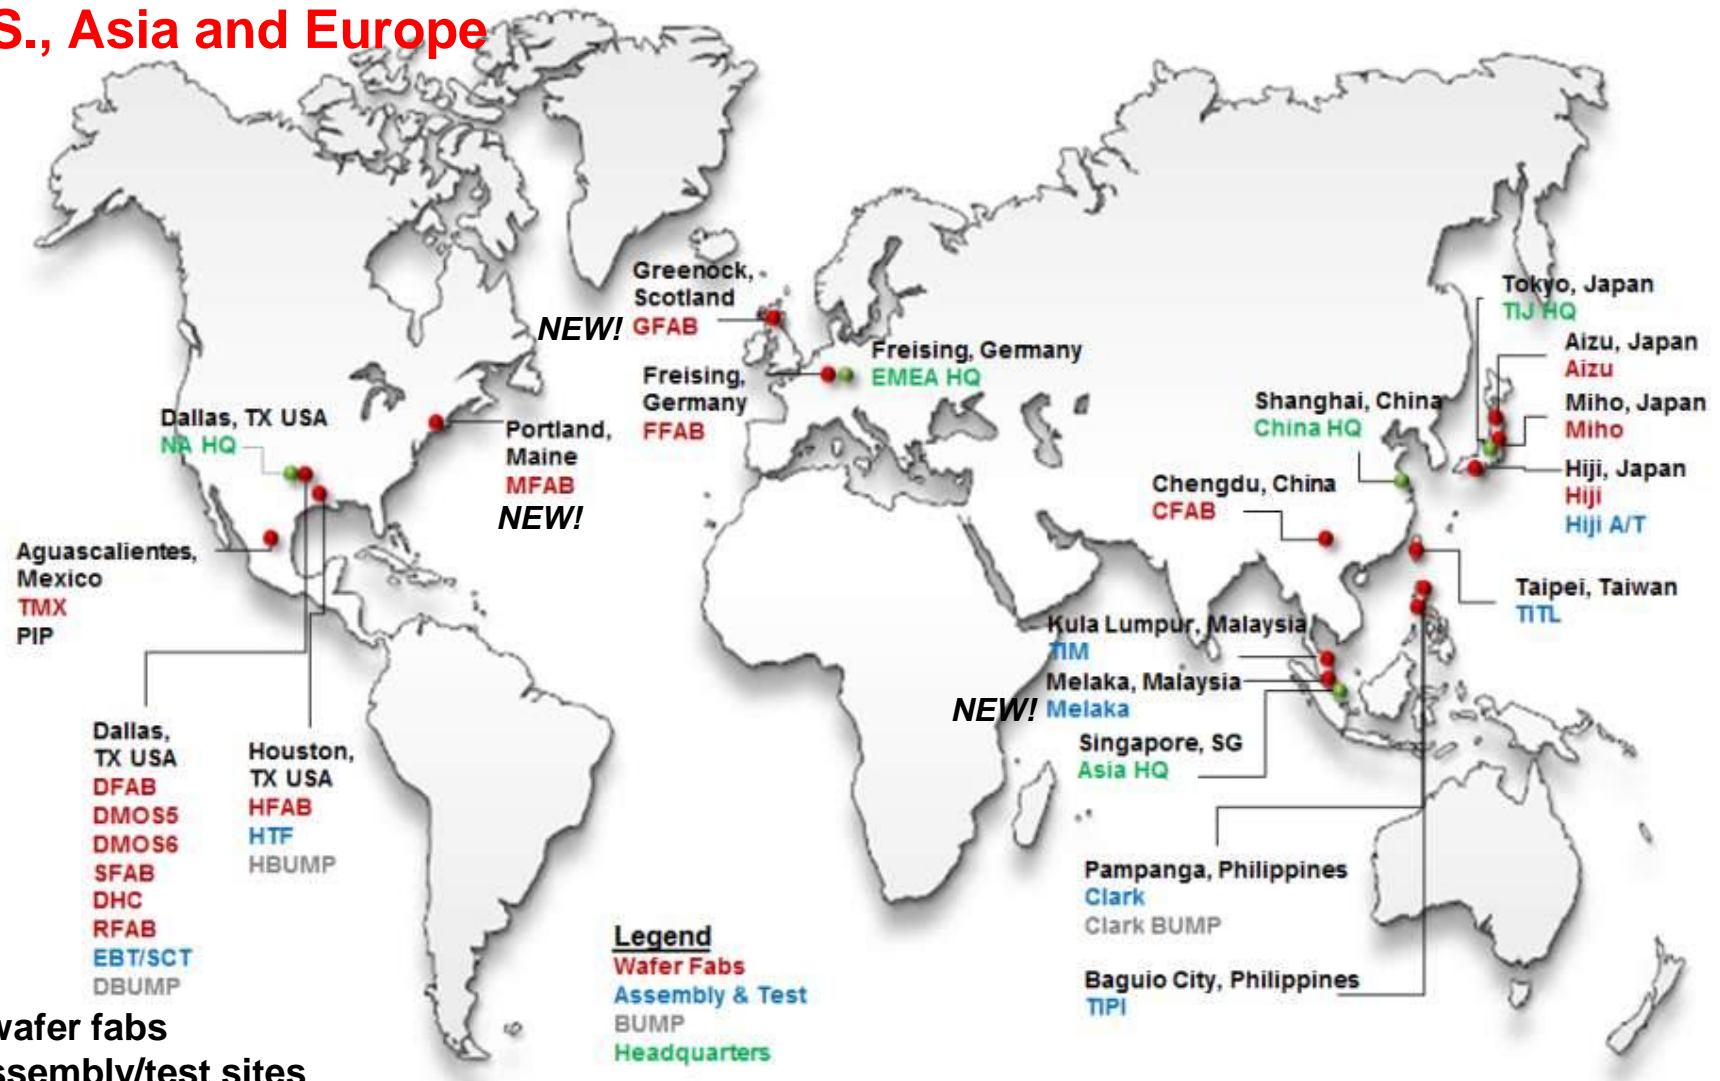 S., Asia and Europe
Greenock,
Scotland
GFAB
NEW!
Freising, Germany
EMEA HQ
Freising,
Germany
FFAB
Tokyo, Japan
TIJ HQ
Aizu, Japan
Aizu
Miho, Japan
Miho
Hiji, Japan
Hiji
Hiji A/T
Shanghai, China
China HQ
Chengdu, China
CFAB
Dallas, TX USA
NA HQ
Portland,
Maine
MFAB
NEW!
Aguascalientes,
Mexico
TMX
PIP
Taipei, Taiwan
TITL
Kula Lumpur, Malaysia
TIM
Melaka, Malaysia
Melaka
NEW!
Singapore, SG
Asia HQ
Dallas,
TX USA
DFAB
DMOS5
DMOS6
SFAB
DHC
RFAB
EBT/SCT
DBUMP
Houston,
TX USA
HFAB
HTF
HBUMP
Pampanga, Philippines
Clark
Clark BUMP
Baguio City, Philippines
TIPI
Legend
Wafer Fabs
Assembly & Test
BUMP
Headquarters
wafer fabs
ssembly/test sites